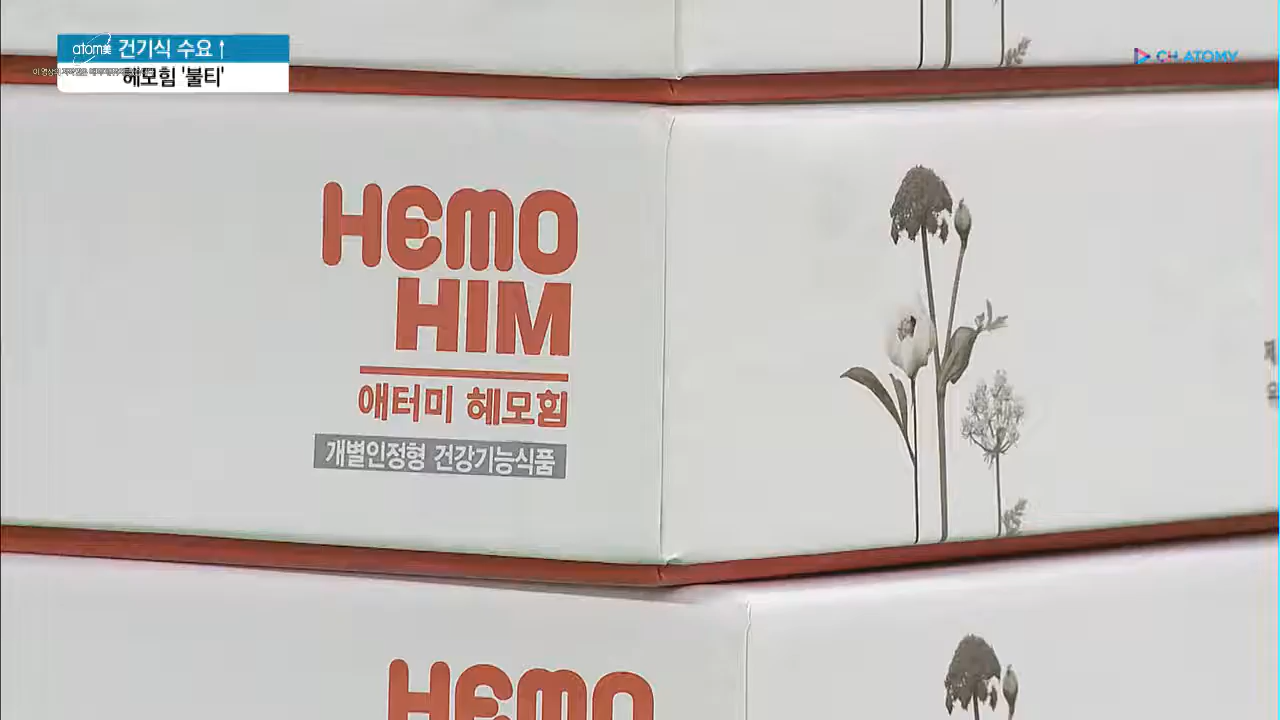 atom美 건기식 수요↑
헤모힘 '불티'
CH ATOMY
HEMO
HIM
애터미 헤모힘
개별인정형 건강기능식품
HEMO